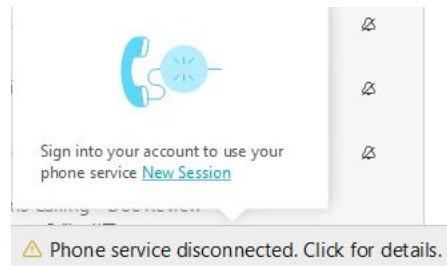 Sign into your account to use your
phone service New Session
Phone service disconnected. Click for details.